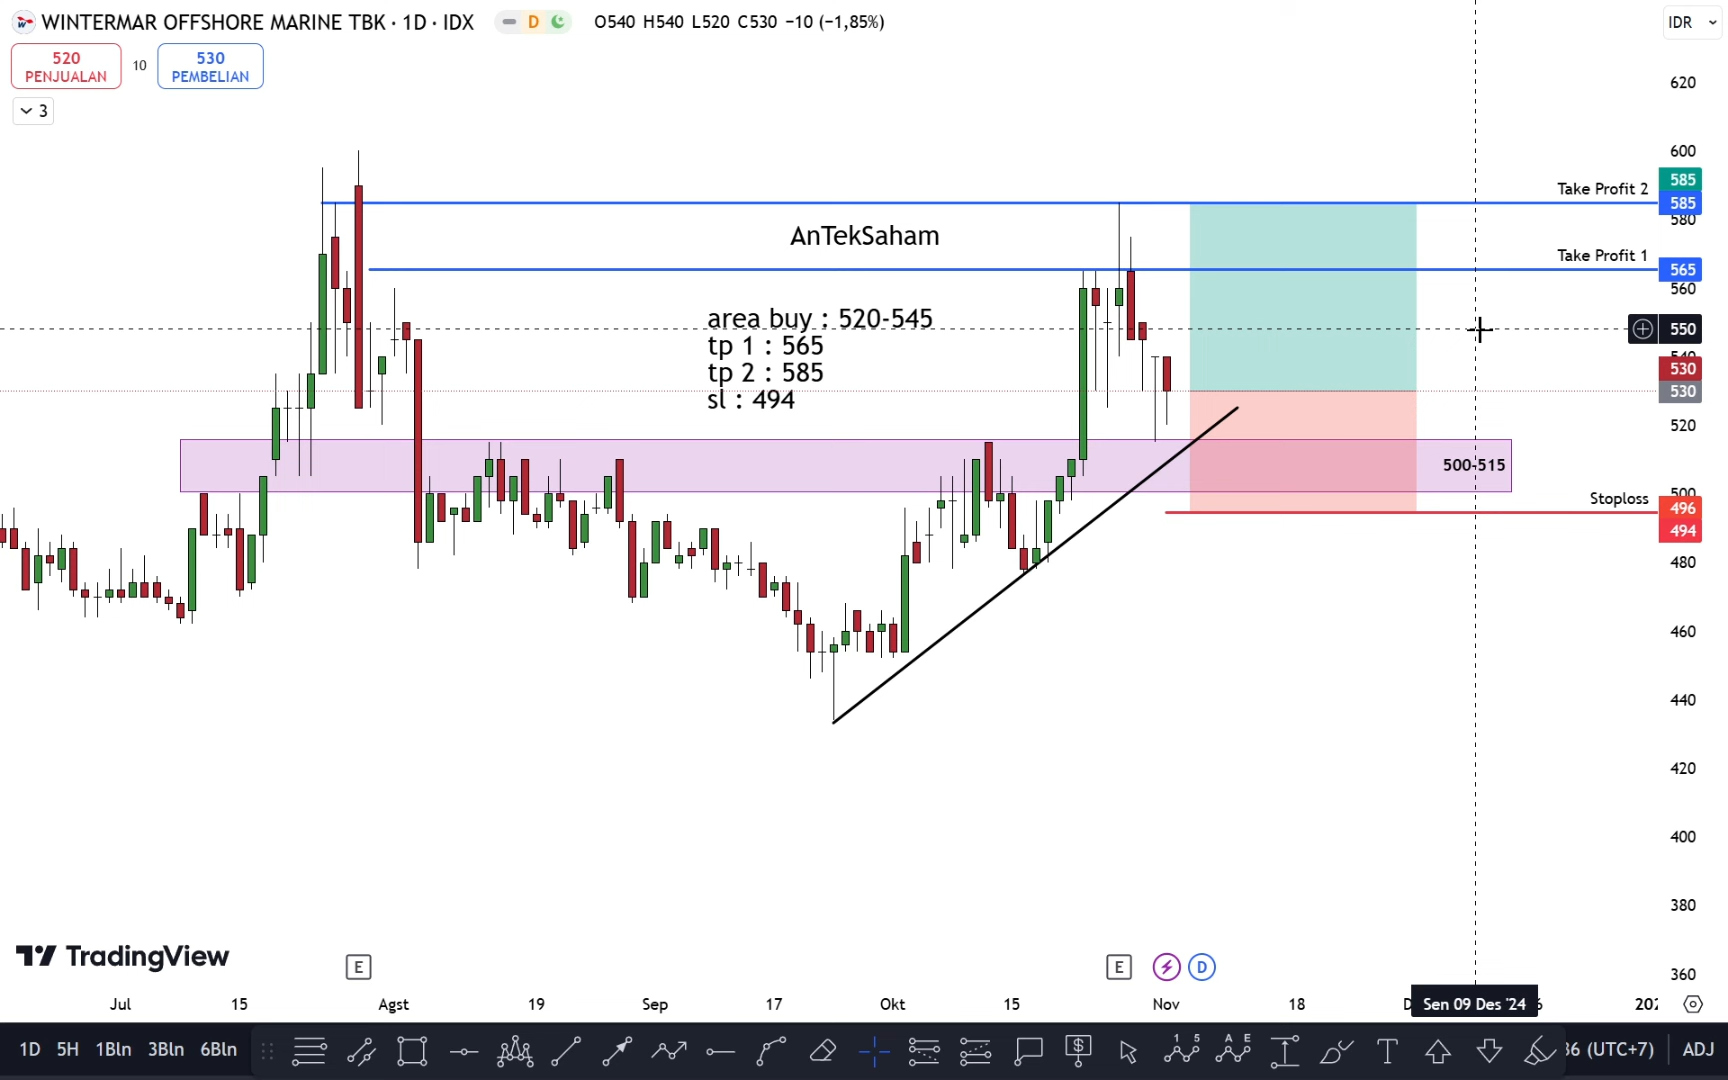 WINTERMAR OFFSHORE MARINE TBK · 1D · IDX D O540 H540 L520 C530 −10 (−1,85%) IDR
520 PENJUALAN 10 530 PEMBELIAN
3
620
600
Take Profit 2 585
585
580
AnTekSaham
Take Profit 1 565
560
area buy : 520-545
550
tp 1 : 565
540
tp 2 : 585
530
sl : 494
530
520
500-515
500
Stoploss 496
494
480
460
440
420
400
380
TradingView
E E D
360
Jul 15 Agst 19 Sep 17 Okt 15 Nov 18 Sen 09 Des '24
1D 5H 1Bln 3Bln 6Bln (UTC+7) ADJ